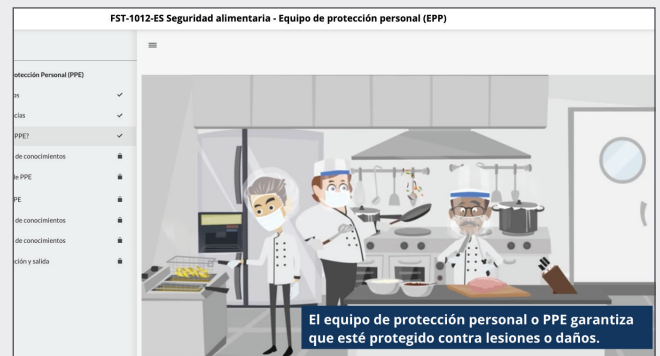 FST-1012-ES Seguridad alimentaria - Equipo de protección personal (EPP)
otección Personal (PPE)
as
cias
PPE?
de conocimientos
de PPE
PE
de conocimientos
de conocimientos
ción y salida
El equipo de protección personal o PPE garantiza
que esté protegido contra lesiones o daños.